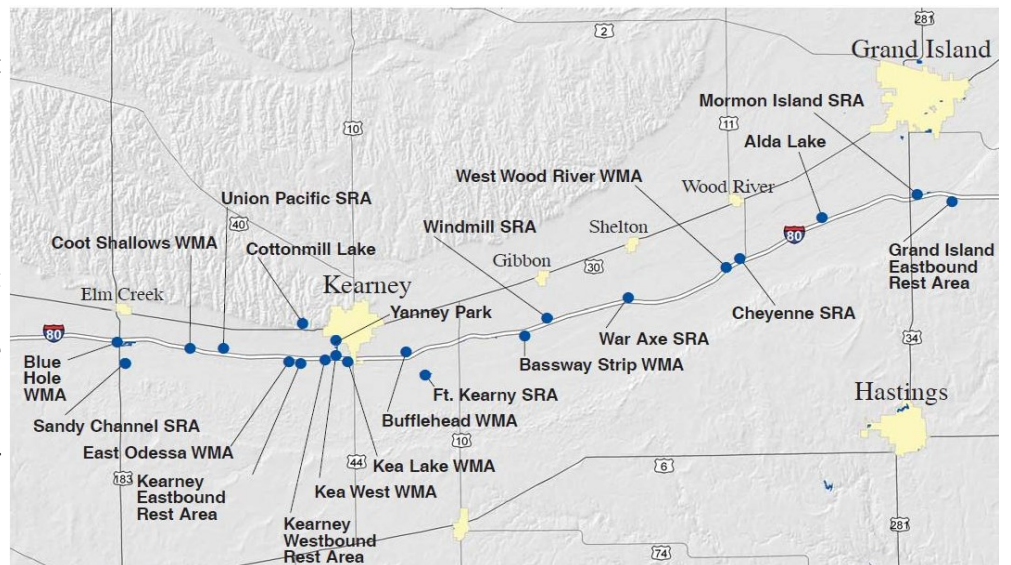 281
2
Grand Island
Mormon Island SRA
10
11
Alda Lake
West Wood River WMA
Wood River
Union Pacific SRA
40
Windmill SRA
Shelton
80
Coot Shallows WMA
Cottonmill Lake
Gibbon
30
Grand Island
Eastbound
Rest Area
Elm Creek
Kearney
Yanney Park
Cheyenne SRA
80
War Axe SRA
34
Blue
Hole
WMA
Bassway Strip WMA
Ft. Kearny SRA
Hastings
Sandy Channel SRA
Bufflehead WMA
East Odessa WMA
10
44
Kea Lake WMA
6
183
Kearney
Eastbound
Rest Area
Kea West WMA
Kearney
Westbound
Rest Area
281
74